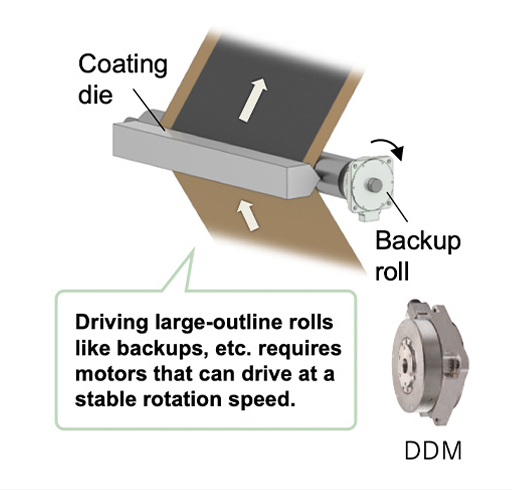 Coating
die
Backup
roll
Driving large-outline rolls
like backups, etc. requires
motors that can drive at a
stable rotation speed.
DDM